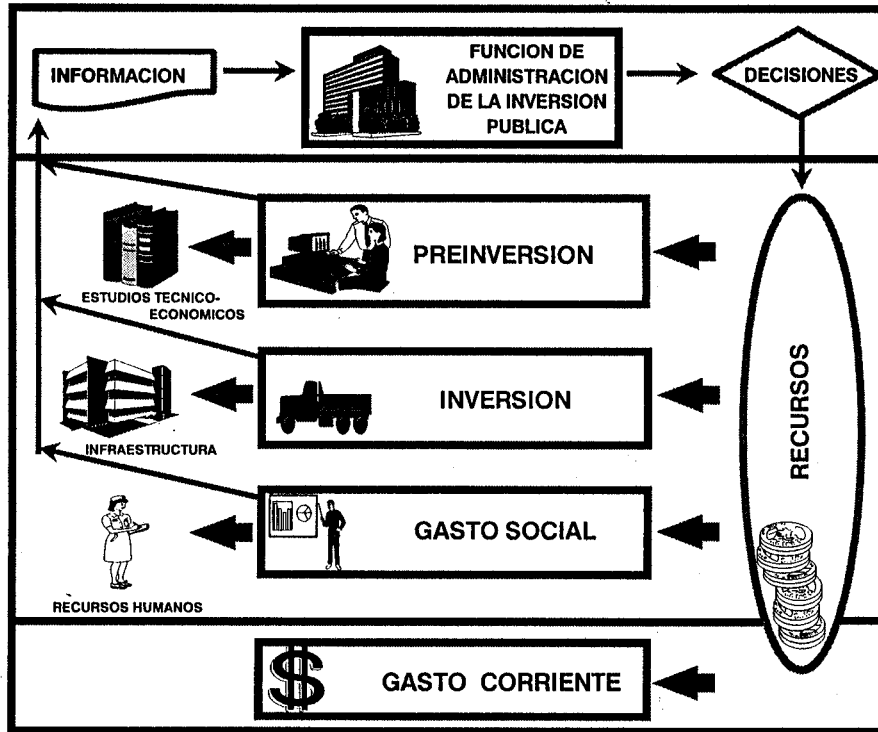 INFORMACION
FUNCION DE
ADMINISTRACION
DE LA INVERSION
PUBLICA
DECISIONES
PREINVERSION
ESTUDIOS TECNICO-
ECONOMICOS
INVERSION
INFRAESTRUCTURA
GASTO SOCIAL
RECURSOS HUMANOS
RECURSOS
$ GASTO CORRIENTE